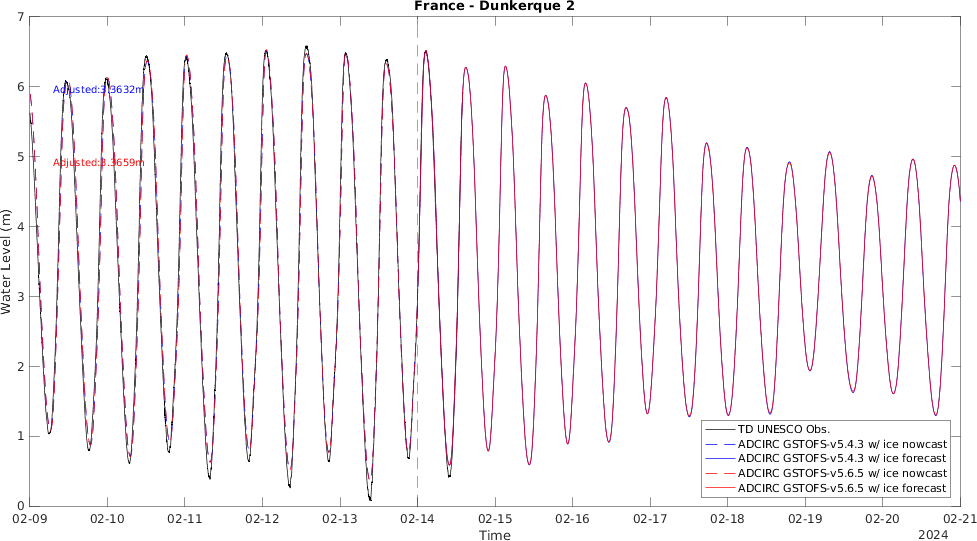 France - Dunkerque 2
7
6
5
4
3
2
1
0
Water Level (m)
Adjusted:3.3632m
Adjusted:3.3659m
TD UNESCO Obs.
ADCIRC GSTOFS-v5.4.3 w/ ice nowcast
ADCIRC GSTOFS-v5.4.3 w/ ice forecast
ADCIRC GSTOFS-v5.6.5 w/ ice nowcast
ADCIRC GSTOFS-v5.6.5 w/ ice forecast
02-09 02-10 02-11 02-12 02-13 02-14 02-15 02-16 02-17 02-18 02-19 02-20 02-21
Time
2024